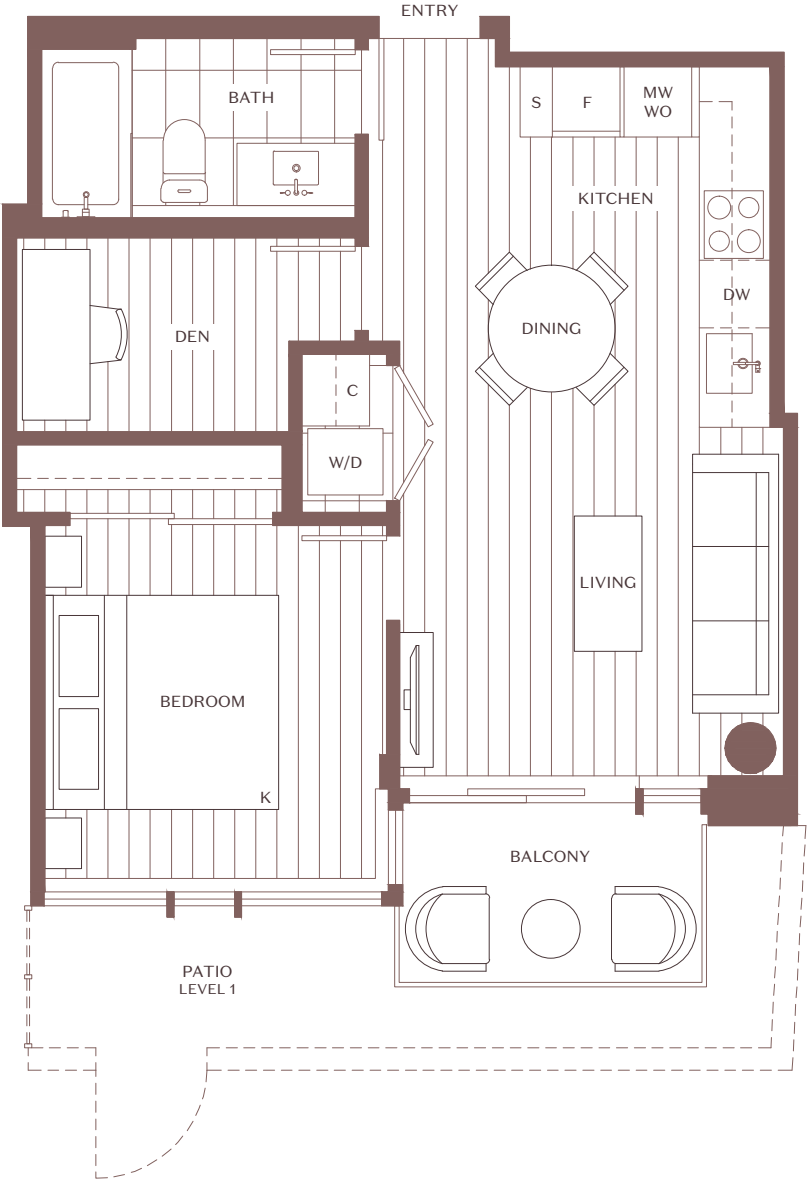 ENTRY
BATH
S
F
MW
WO
KITCHEN
DW
DINING
DEN
C
W/D
LIVING
BEDROOM
K
BALCONY
PATIO
LEVEL 1